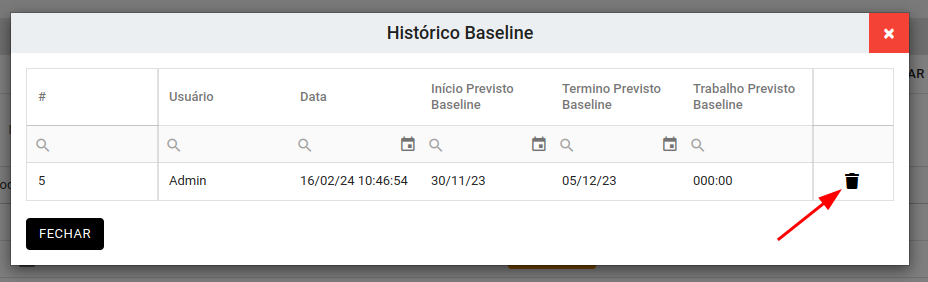 Histórico Baseline
AR
# Usuário Data Início Previsto Baseline Termino Previsto Baseline Trabalho Previsto Baseline
5 Admin 16/02/24 10:46:54 30/11/23 05/12/23 000:00
FECHAR